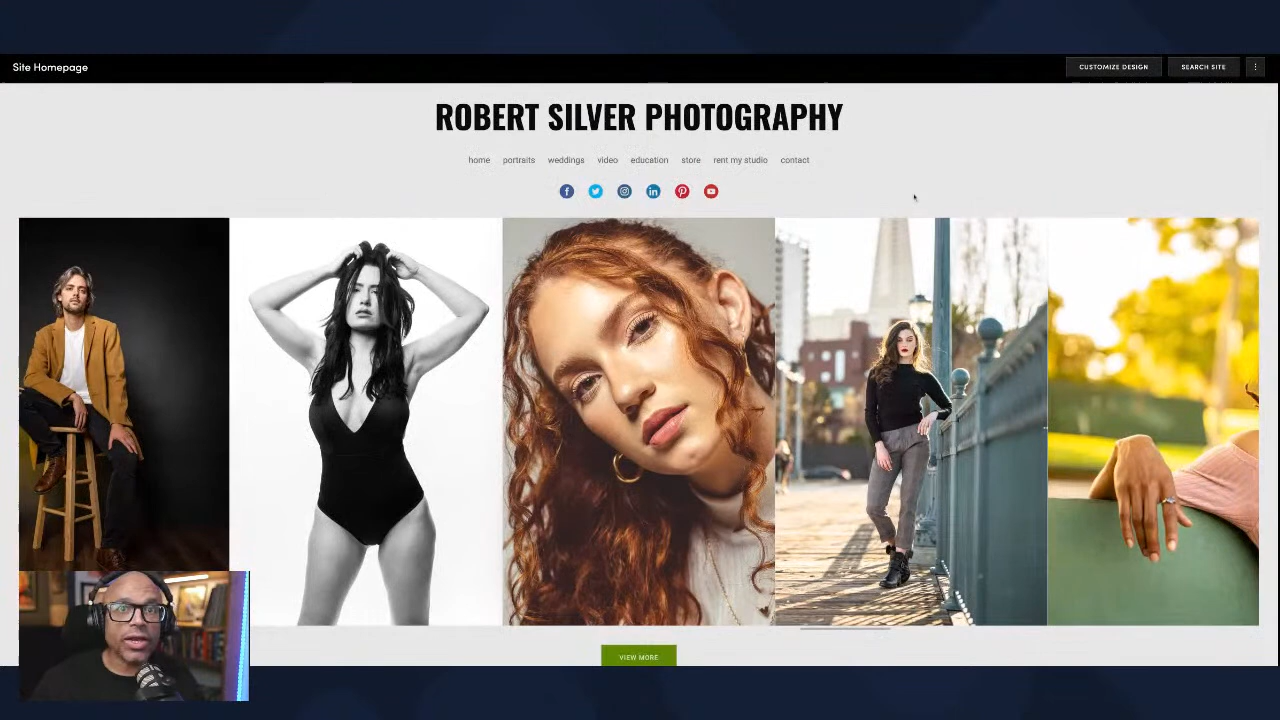 Site Homepage
CUSTOMIZE DESIGN
SEARCH SITE
ROBERT SILVER PHOTOGRAPHY
home portraits weddings video education store rent my studio contact
VIEW MORE